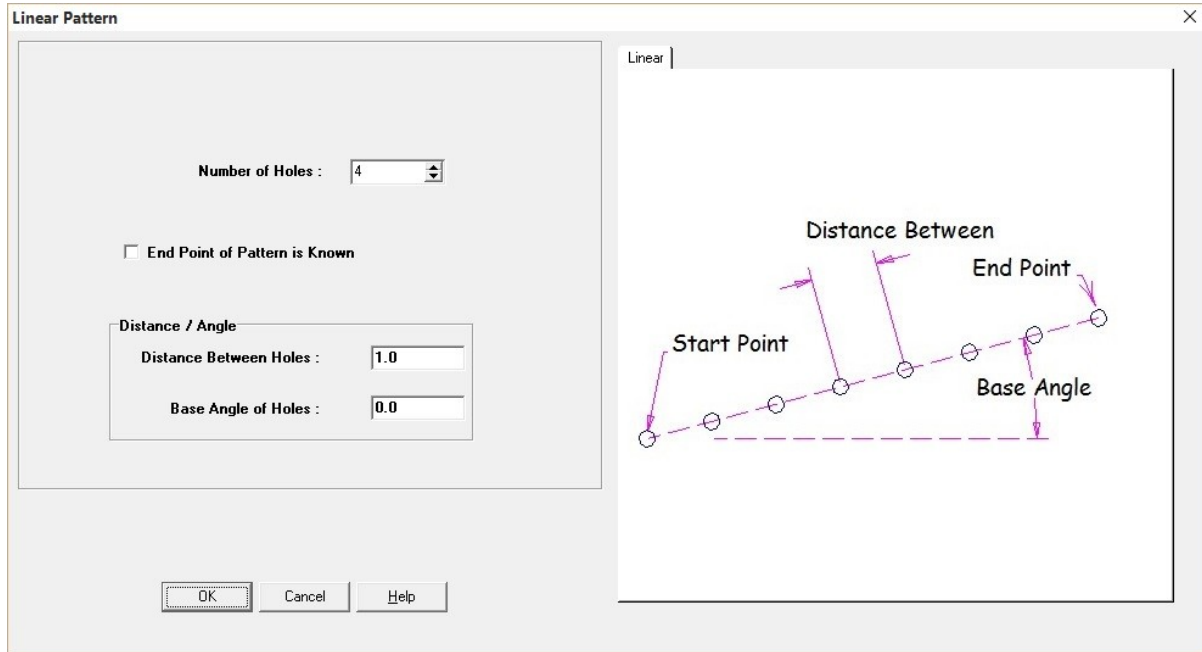 Linear Pattern
Number of Holes : 4
End Point of Pattern is Known
Distance / Angle
Distance Between Holes : 1.0
Base Angle of Holes : 0.0
OK Cancel Help
Linear
Distance Between
End Point
Start Point
Base Angle